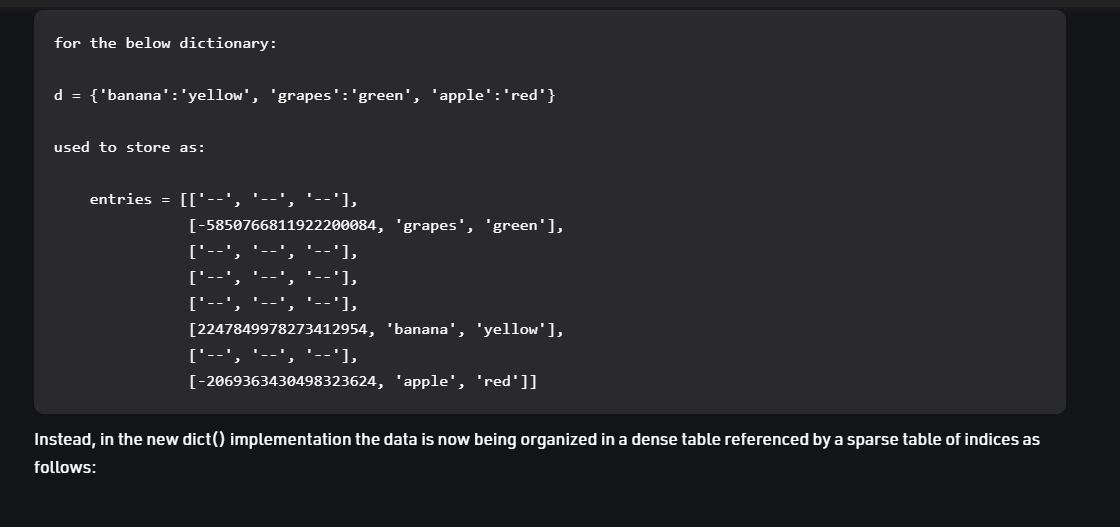 for the below dictionary:
d = {'banana':'yellow', 'grapes':'green', 'apple':'red'}
used to store as:
entries = [['--', '--', '--'],
[-5850766811922200084, 'grapes', 'green'],
['--', '--', '--'],
['--', '--', '--'],
['--', '--', '--'],
[2247849978273412954, 'banana', 'yellow'],
['--', '--', '--'],
[-2069363430498323624, 'apple', 'red']]
Instead, in the new dict() implementation the data is now being organized in a dense table referenced by a sparse table of indices as
follows: